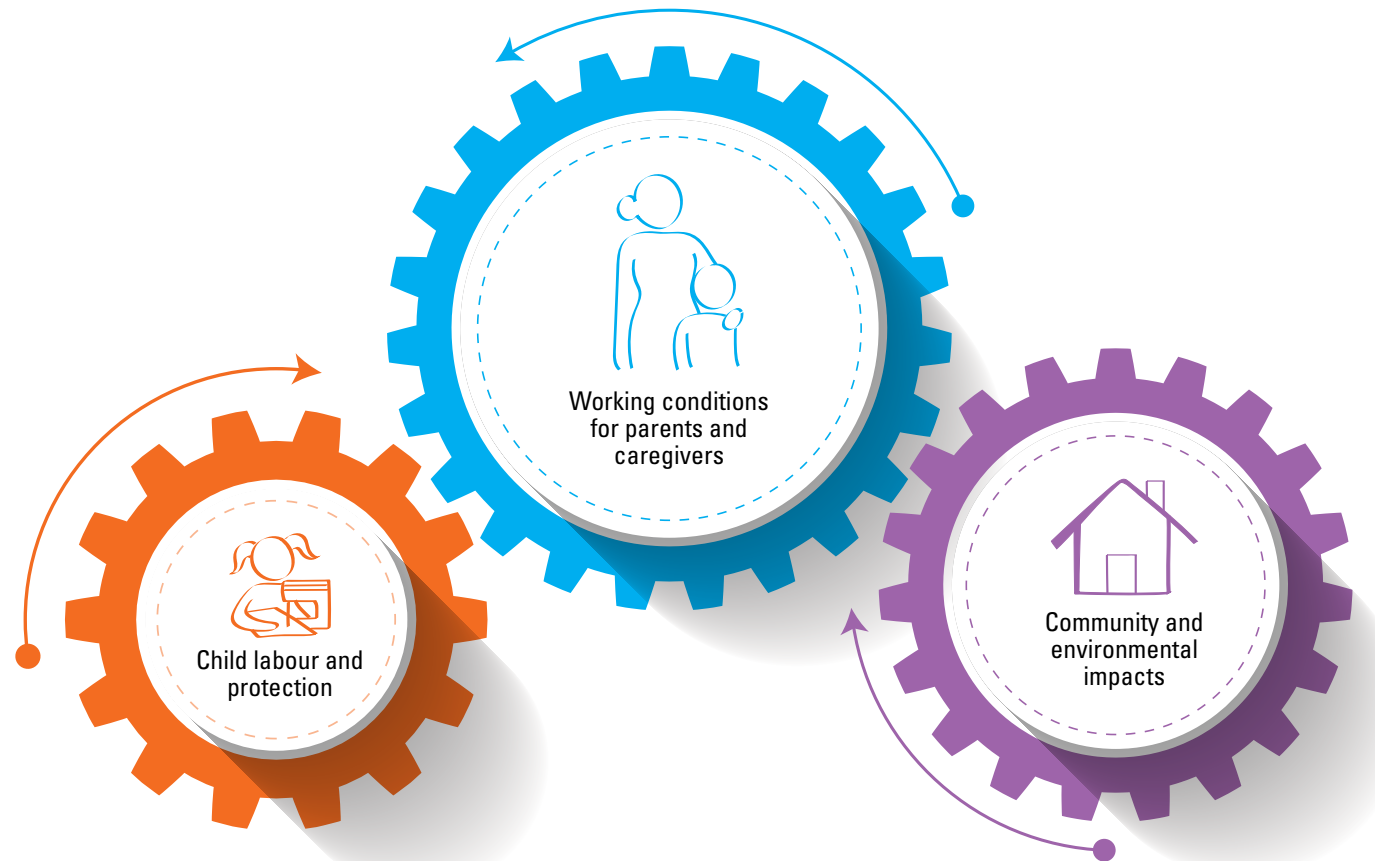 Working conditions
for parents and
caregivers
Child labour and
protection
Community and
environmental
impacts